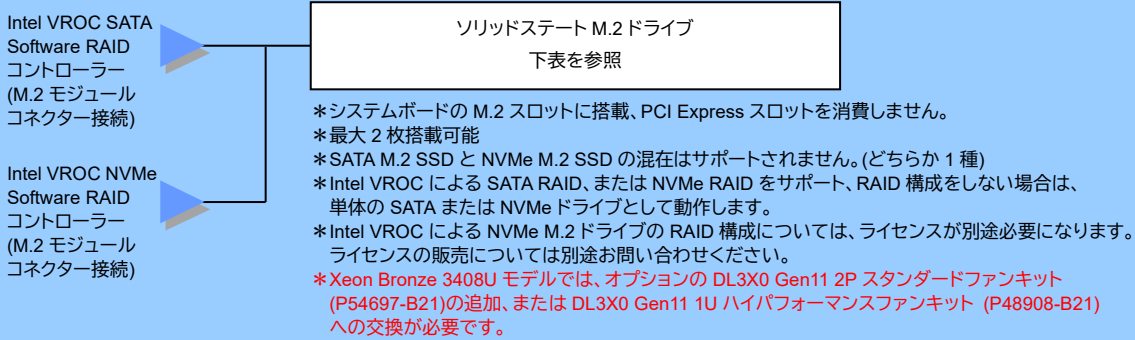 Intel VROC SATA
Software RAID
コントローラー
(M.2 モジュール
コネクター接続)
ソリッドステート M.2 ドライブ
下表を参照
Intel VROC NVMe
Software RAID
コントローラー
(M.2 モジュール
コネクター接続)
＊システムボードの M.2 スロットに搭載、PCI Express スロットを消費しません。
＊最大 2 枚搭載可能
＊SATA M.2 SSD と NVMe M.2 SSD の混在はサポートされません。(どちらか 1 種)
＊Intel VROC による SATA RAID、または NVMe RAID をサポート、RAID 構成をしない場合は、
単体の SATA または NVMe ドライブとして動作します。
＊Intel VROC による NVMe M.2 ドライブの RAID 構成については、ライセンスが別途必要になります。
ライセンスの販売については別途お問い合わせください。
＊Xeon Bronze 3408U モデルでは、オプションの DL3X0 Gen11 2P スタンダードファンキット
(P54697-B21)の追加、または DL3X0 Gen11 1U ハイパフォーマンスファンキット (P48908-B21)
への交換が必要です。